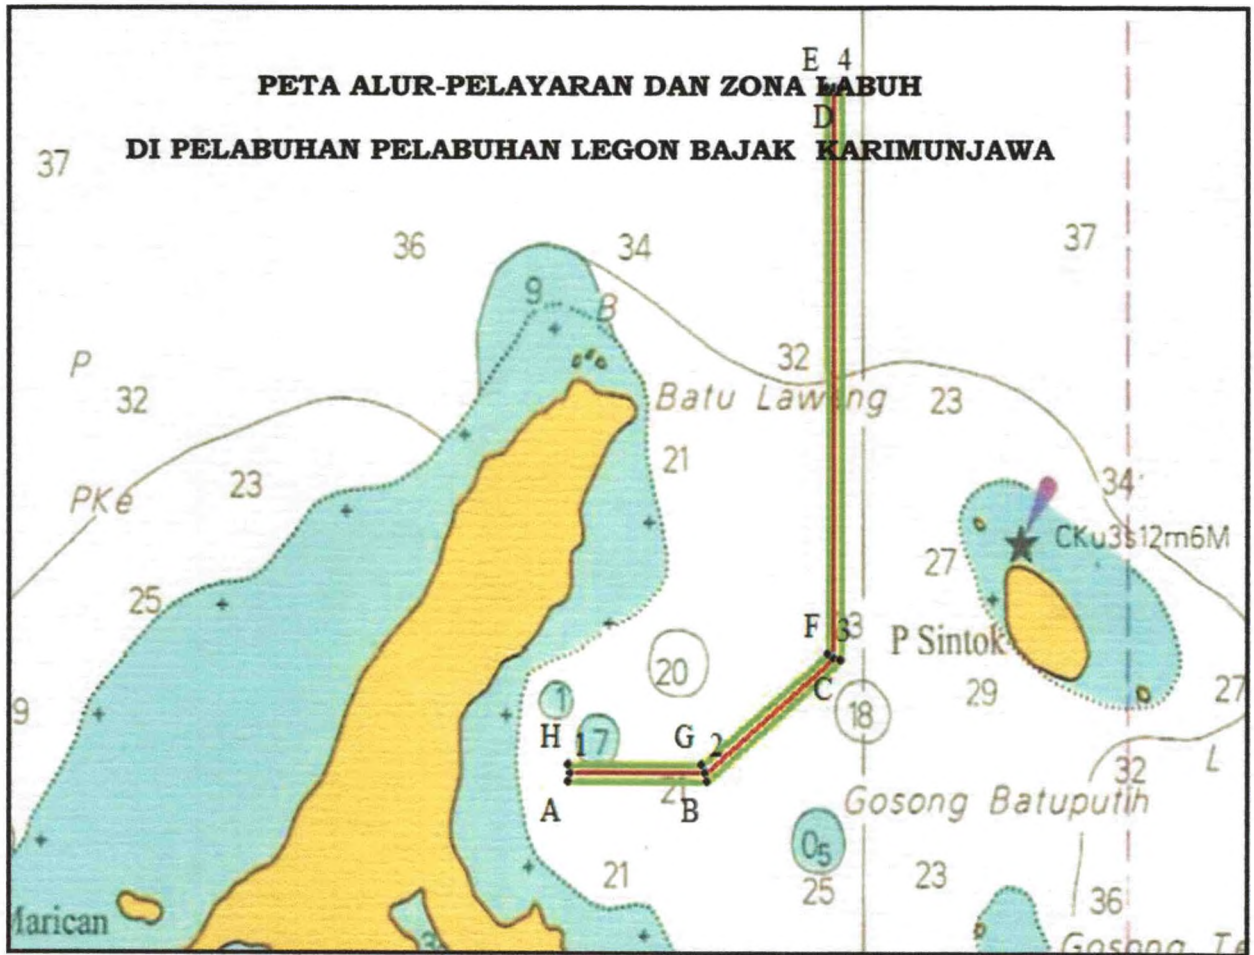 E 4
PETA ALUR-PELAYARAN DAN ZONA LABUH
D
DI PELABUHAN PELABUHAN LEGON BAJAK KARIMUNJAWA
37
36
34
37
9
B
P
32
32
Batu Lawang
23
21
34
23
PKe
CKu3s12m6M
27
25
F 3
P Sintok
20
C
29
27
1
9
18
H 1 7
G 2
L
32
A
21
B
Gosong Batuputih
05
21
25
23
36
Marican
Gosong Te